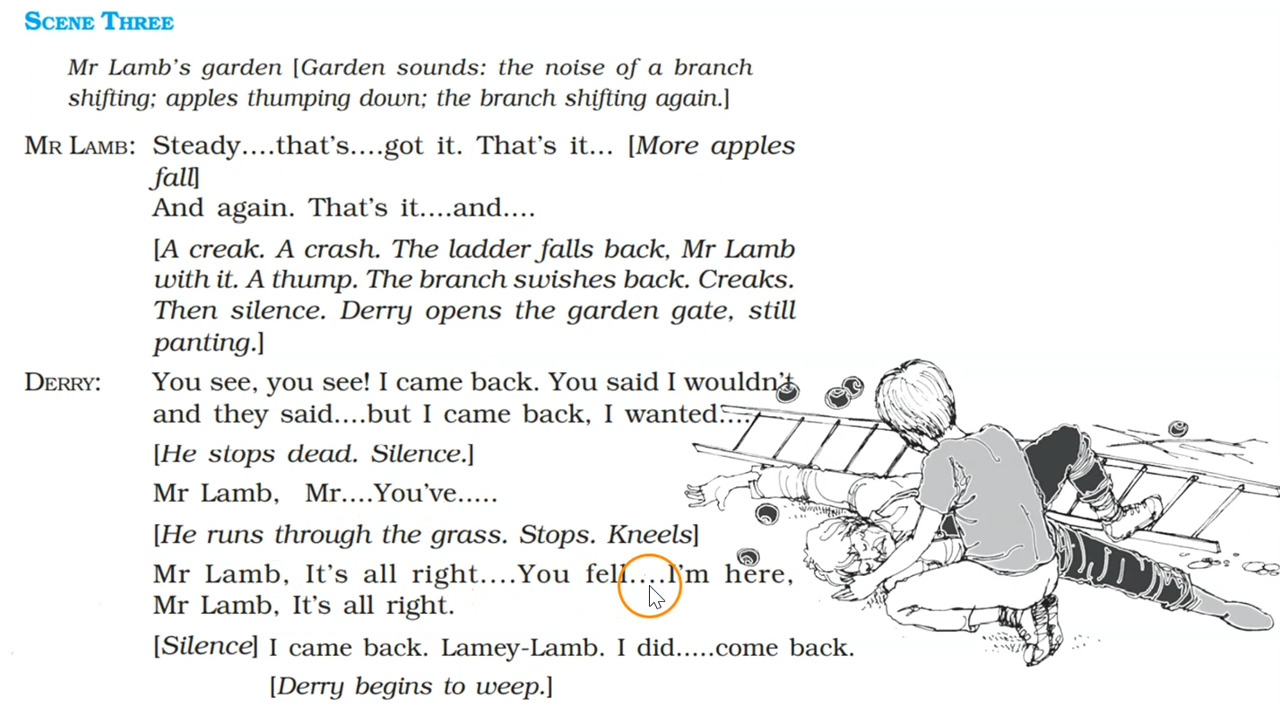 SCENE THREE
Mr Lamb's garden [Garden sounds: the noise of a branch
shifting; apples thumping down; the branch shifting again.]
MR LAMB: Steady....that's....got it. That's it... [More apples
fall]
And again. That's it....and....
[A creak. A crash. The ladder falls back, Mr Lamb
with it. A thump. The branch swishes back. Creaks.
Then silence. Derry opens the garden gate, still
panting.]
DERRY: You see, you see! I came back. You said I wouldn't
and they said....but I came back, I wanted....
[He stops dead. Silence.]
Mr Lamb, Mr....You've.....
[He runs through the grass. Stops. Kneels]
Mr Lamb, It's all right....You fell....I'm here,
Mr Lamb, It's all right.
[Silence] I came back. Lamey-Lamb. I did.....come back.
[Derry begins to weep.]